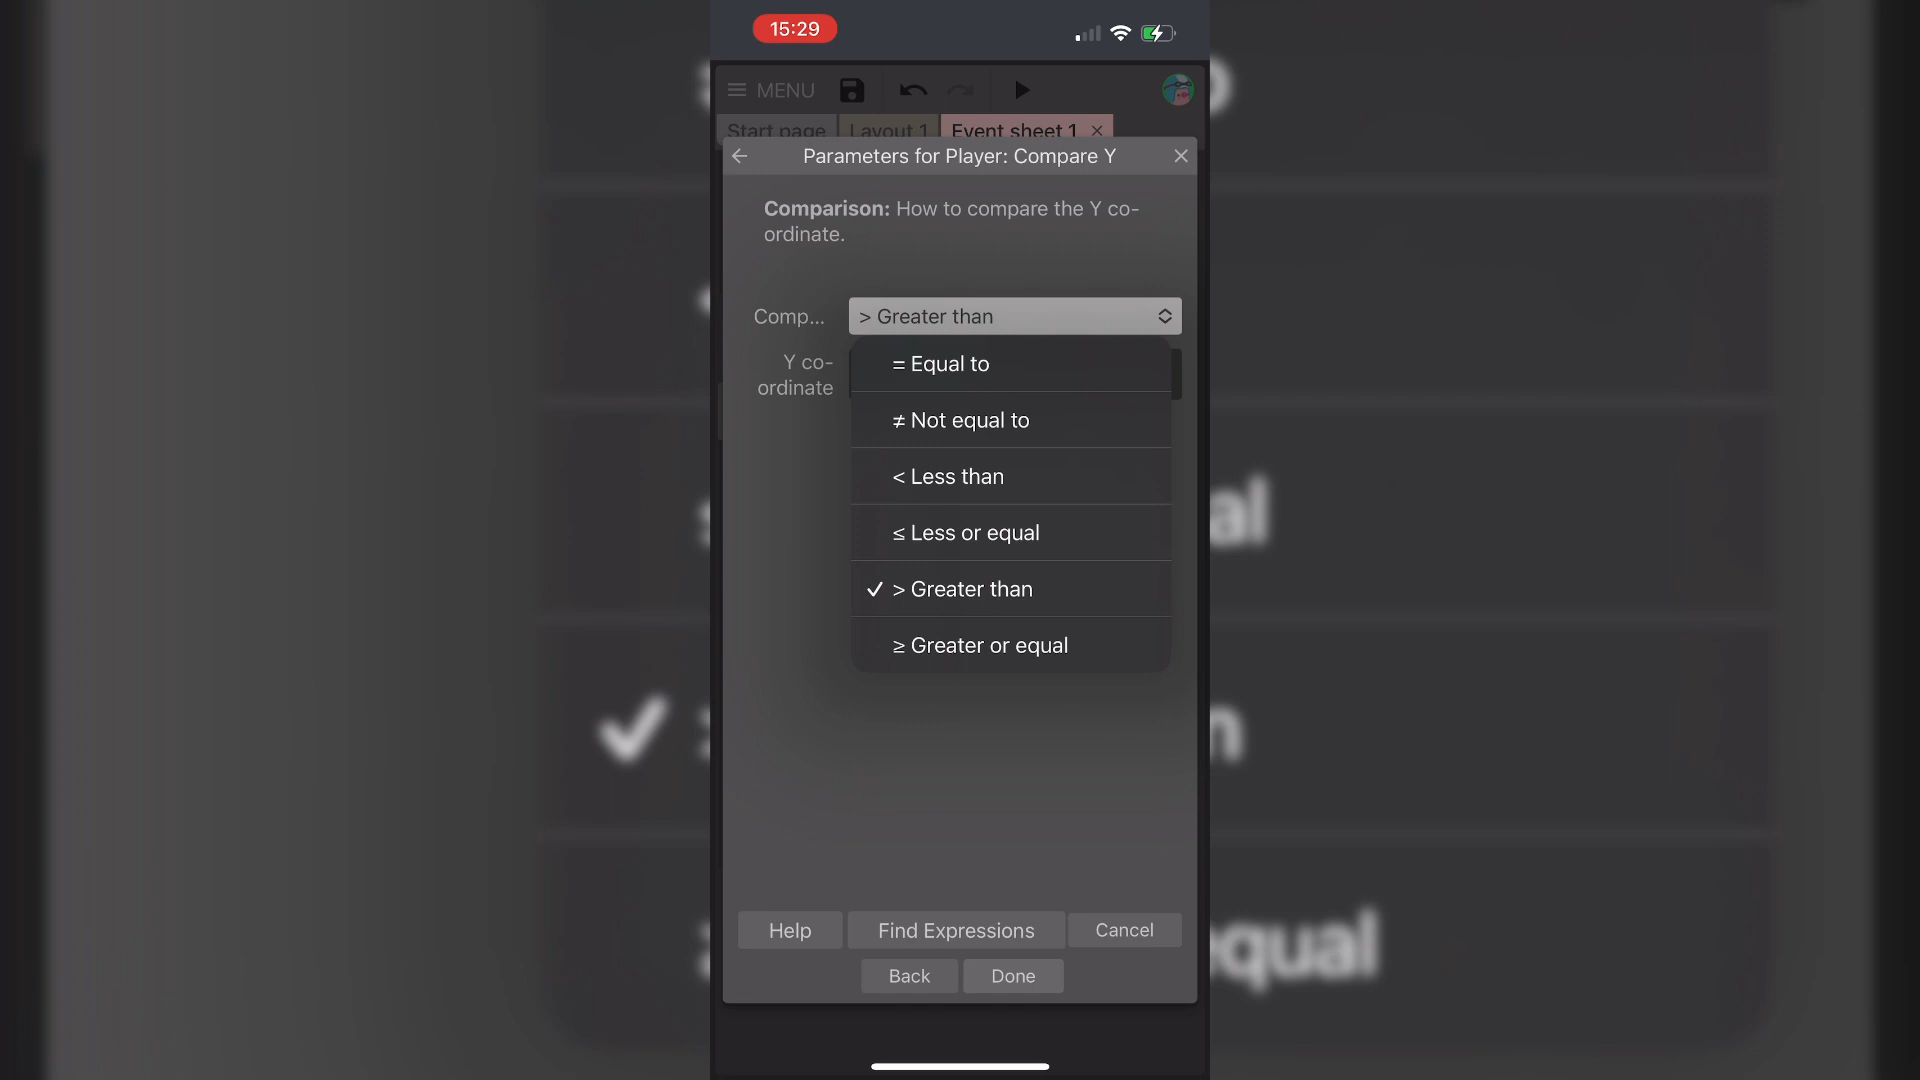 15:29
MENU
Start page Layout 1 Event sheet 1
Parameters for Player: Compare Y
Comparison: How to compare the Y co-
ordinate.
Comp... > Greater than
Y co-
ordinate
= Equal to
≠ Not equal to
< Less than
≤ Less or equal
✓ > Greater than
≥ Greater or equal
Help Find Expressions Cancel
Back Done